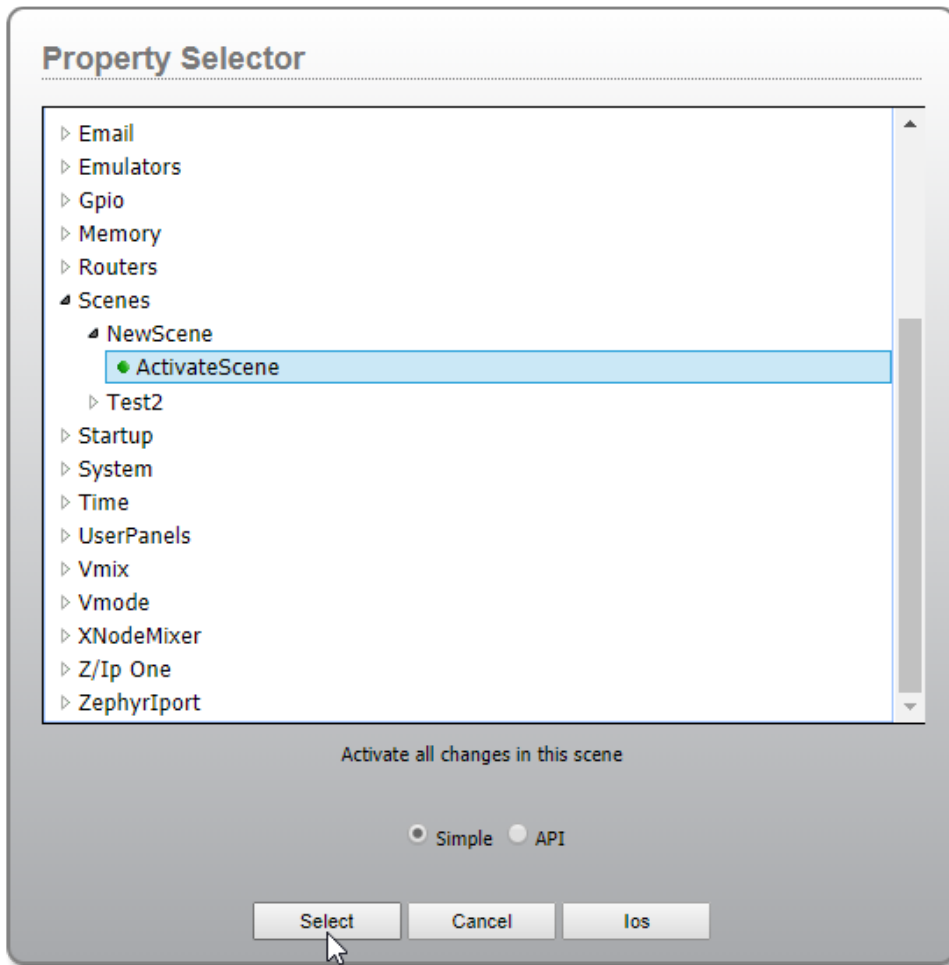 Property Selector
Email
Emulators
Gpio
Memory
Routers
Scenes
NewScene
ActivateScene
Test2
Startup
System
Time
UserPanels
Vmix
Vmode
XNodeMixer
Z/Ip One
ZephyrIport
Activate all changes in this scene
Simple API
Select Cancel Ios